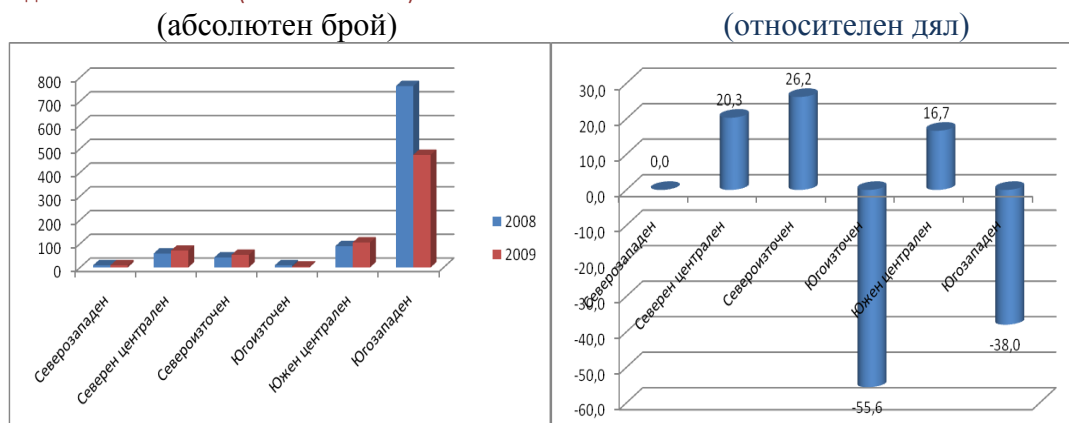 (абсолютен брой)
800
700
600
500
400
300
200
100
0
Северозападен
Северен централен
Североизточен
Югоизточен
Южен централен
Югозападен
2008
2009
(относителен дял)
30,0
20,0
10,0
0,0
-10,0
-20,0
-30,0
-40,0
-50,0
-60,0
0,0
20,3
26,2
-55,6
16,7
-38,0
Северозападен
Северен централен
Североизточен
Югоизточен
Южен централен
Югозападен